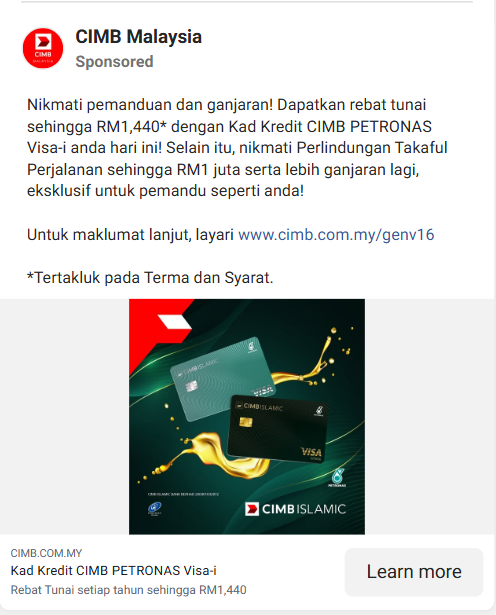 CIMB Malaysia
Sponsored
CIMB
MALAYSIA
Nikmati pemanduan dan ganjaran! Dapatkan rebat tunai
sehingga RM1,440* dengan Kad Kredit CIMB PETRONAS
Visa-i anda hari ini! Selain itu, nikmati Perlindungan Takaful
Perjalanan sehingga RM1 juta serta lebih ganjaran lagi,
eksklusif untuk pemandu seperti anda!
Untuk maklumat lanjut, layari www.cimb.com.my/genv16
*Tertakluk pada Terma dan Syarat.
CIMB ISLAMIC
VISA
CIMB ISLAMIC
VISA
PETRONAS
CIMB ISLAMIC
CIMB.COM.MY
Kad Kredit CIMB PETRONAS Visa-i
Rebat Tunai setiap tahun sehingga RM1,440
Learn more